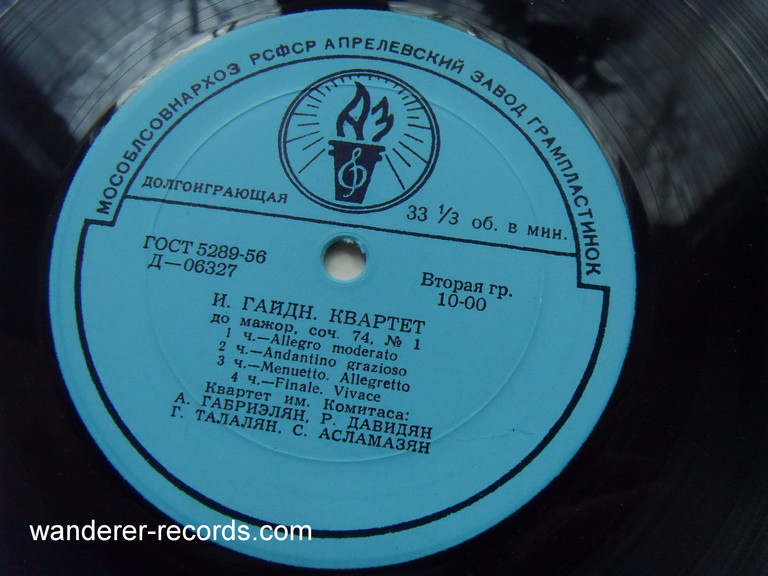 МОСОБЛСОВНАРХОЗ РСФСР АПРЕЛЕВСКИЙ ЗАВОД ГРАМПЛАСТИНОК
АЗ
ДОЛГОИГРАЮЩАЯ
33 1/3 об. в мин.
ГОСТ 5289-56
Д—06327
Вторая гр.
10-00
И. ГАЙДН. КВАРТЕТ
до мажор, соч. 74, № 1
1 ч.—Allegro moderato
2 ч.—Andantino grazioso
3 ч.—Menuetto. Allegretto
4 ч.—Finale. Vivace
Квартет им. Комитаса:
А. ГАБРИЭЛЯН, Р. ДАВИДЯН
Г. ТАЛАЛЯН, С. АСЛАМАЗЯН
wanderer-records.com